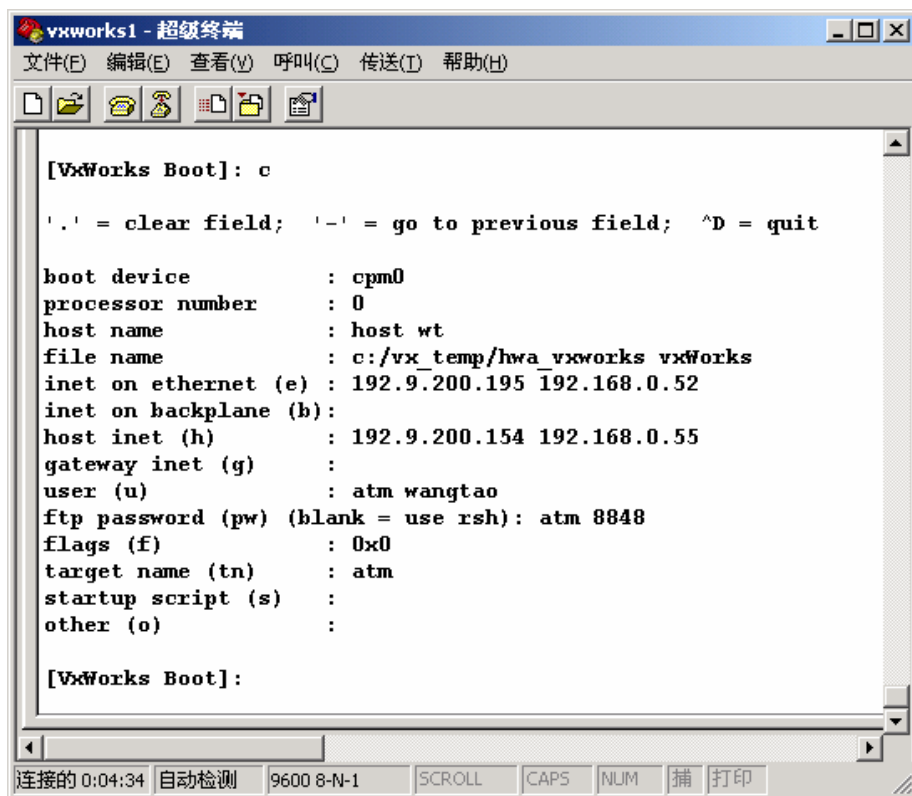 vxworks1 - 超级终端
文件(F) 编辑(E) 查看(V) 呼叫(C) 传送(T) 帮助(H)
[VxWorks Boot]: c
'.' = clear field;  '-' = go to previous field;  ^D = quit
boot device : cpm0
processor number : 0
host name : host wt
file name : c:/vx_temp/hwa_vxworks vxWorks
inet on ethernet (e) : 192.9.200.195 192.168.0.52
inet on backplane (b):
host inet (h) : 192.9.200.154 192.168.0.55
gateway inet (g) :
user (u) : atm wangtao
ftp password (pw) (blank = use rsh): atm 8848
flags (f) : 0x0
target name (tn) : atm
startup script (s) :
other (o) :
[VxWorks Boot]:
连接的 0:04:34 自动检测 9600 8-N-1 SCROLL CAPS NUM 捕 打印